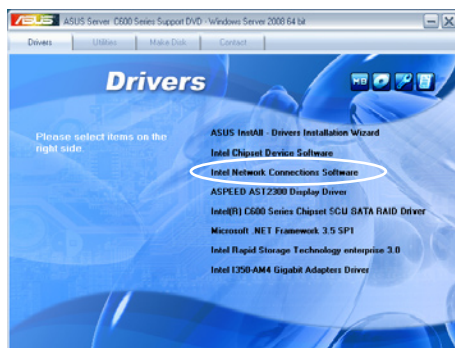 ASUS ASUS Server C600 Series Support DVD - Windows Server 2008 64 bit
Drivers Utilities Make Disk Contact
Drivers
Please select items on the
right side.
ASUS InstAll - Drivers Installation Wizard
Intel Chipset Device Software
Intel Network Connections Software
ASPEED AST2300 Display Driver
Intel(R) C600 Series Chipset SCU SATA RAID Driver
Microsoft .NET Framework 3.5 SP1
Intel Rapid Storage Technology enterprise 3.0
Intel I350-AM4 Gigabit Adapters Driver